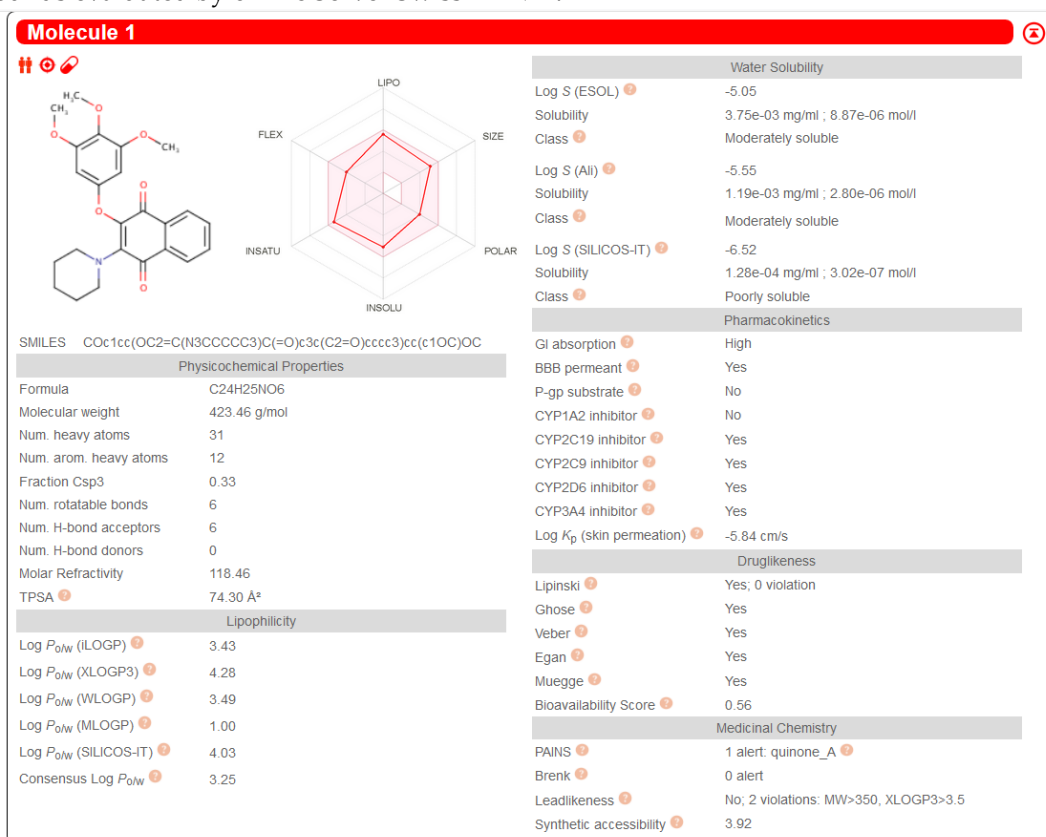 Molecule 1
H₃C
CH₃
O
O
O
CH₃
O
O
N
O
LIPO
FLEX
SIZE
INSATU
POLAR
INSOLU
SMILES COc1cc(OC2=C(N3CCCCC3)C(=O)c3c(C2=O)cccc3)cc(c1OC)OC
Physicochemical Properties
Formula C24H25NO6
Molecular weight 423.46 g/mol
Num. heavy atoms 31
Num. arom. heavy atoms 12
Fraction Csp3 0.33
Num. rotatable bonds 6
Num. H-bond acceptors 6
Num. H-bond donors 0
Molar Refractivity 118.46
TPSA ? 74.30 Å²
Lipophilicity
Log Po/w (iLOGP) ? 3.43
Log Po/w (XLOGP3) ? 4.28
Log Po/w (WLOGP) ? 3.49
Log Po/w (MLOGP) ? 1.00
Log Po/w (SILICOS-IT) ? 4.03
Consensus Log Po/w ? 3.25
Water Solubility
Log S (ESOL) ? -5.05
Solubility 3.75e-03 mg/ml ; 8.87e-06 mol/l
Class ? Moderately soluble
Log S (Ali) ? -5.55
Solubility 1.19e-03 mg/ml ; 2.80e-06 mol/l
Class ? Moderately soluble
Log S (SILICOS-IT) ? -6.52
Solubility 1.28e-04 mg/ml ; 3.02e-07 mol/l
Class ? Poorly soluble
Pharmacokinetics
GI absorption ? High
BBB permeant ? Yes
P-gp substrate ? No
CYP1A2 inhibitor ? No
CYP2C19 inhibitor ? Yes
CYP2C9 inhibitor ? Yes
CYP2D6 inhibitor ? Yes
CYP3A4 inhibitor ? Yes
Log Kp (skin permeation) ? -5.84 cm/s
Druglikeness
Lipinski ? Yes; 0 violation
Ghose ? Yes
Veber ? Yes
Egan ? Yes
Muegge ? Yes
Bioavailability Score ? 0.56
Medicinal Chemistry
PAINS ? 1 alert: quinone_A ?
Brenk ? 0 alert
Leadlikeness ? No; 2 violations: MW>350, XLOGP3>3.5
Synthetic accessibility ? 3.92